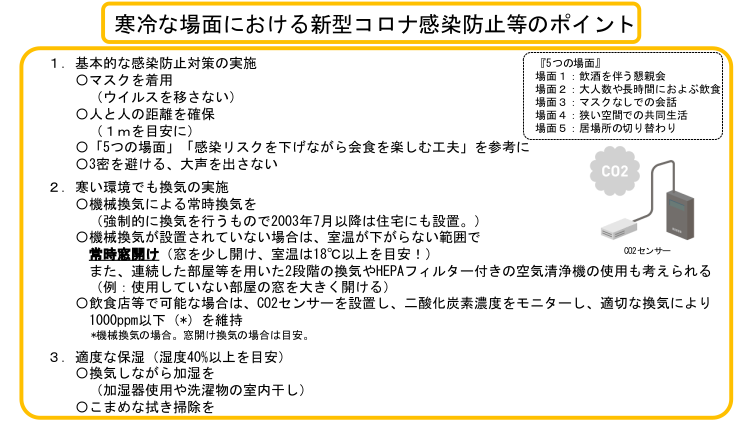 寒冷な場面における新型コロナ感染防止等のポイント
１．基本的な感染防止対策の実施
〇マスクを着用
（ウイルスを移さない）
〇人と人の距離を確保
（１ｍを目安に）
〇「5つの場面」「感染リスクを下げながら会食を楽しむ工夫」を参考に
〇3密を避ける、大声を出さない
『5つの場面』
場面１：飲酒を伴う懇親会
場面２：大人数や長時間におよぶ飲食
場面３：マスクなしでの会話
場面４：狭い空間での共同生活
場面５：居場所の切り替わり
２．寒い環境でも換気の実施
〇機械換気による常時換気を
（強制的に換気を行うもので2003年7月以降は住宅にも設置。）
〇機械換気が設置されていない場合は、室温が下がらない範囲で
常時窓開け（窓を少し開け、室温は18℃以上を目安！）
また、連続した部屋等を用いた2段階の換気やHEPAフィルター付きの空気清浄機の使用も考えられる
（例：使用していない部屋の窓を大きく開ける）
〇飲食店等で可能な場合は、CO2センサーを設置し、二酸化炭素濃度をモニターし、適切な換気により
1000ppm以下（*）を維持
*機械換気の場合。窓開け換気の場合は目安。
CO2
CO2センサー
３．適度な保湿（湿度40%以上を目安）
〇換気しながら加湿を
（加湿器使用や洗濯物の室内干し）
〇こまめな拭き掃除を